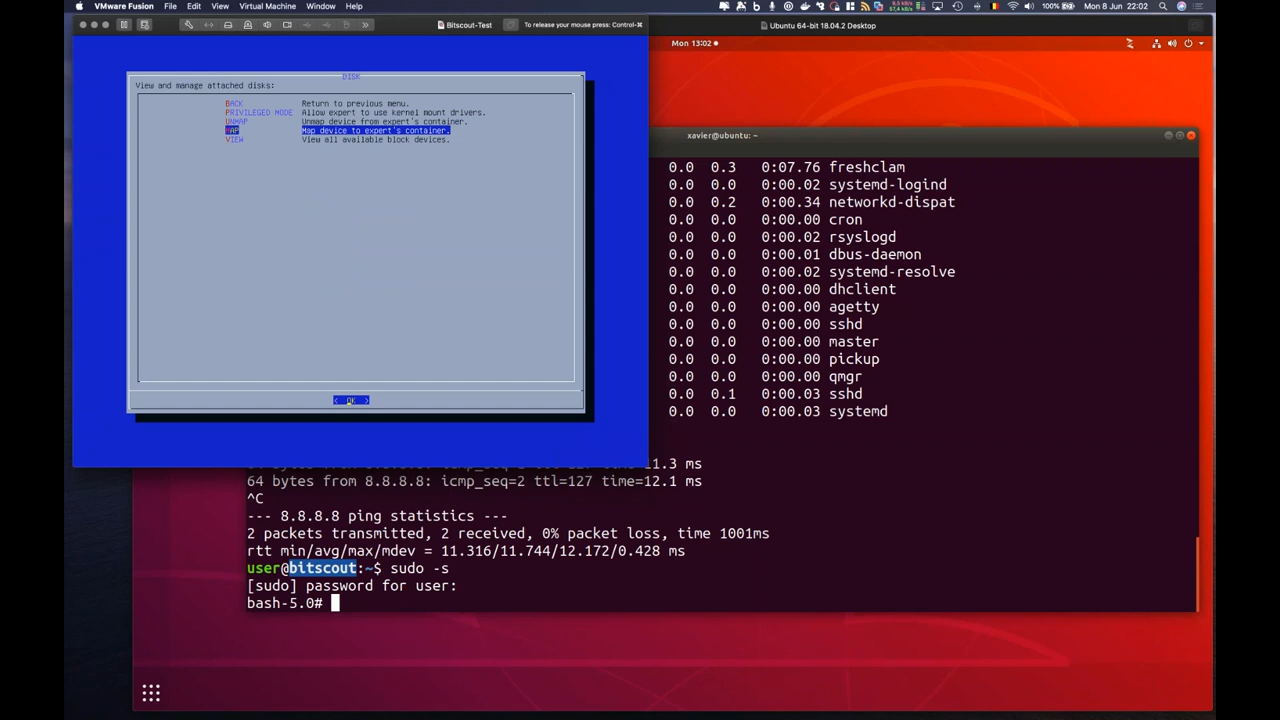 VMware Fusion File Edit View Virtual Machine Window Help
100% Mon 8 Jun 22:02
Bitscout-Test
To release your mouse press: Control-⌘
Ubuntu 64-bit 18.04.2 Desktop
Mon 13:02
DISK
View and manage attached disks:
BACK Return to previous menu.
PRIVILEGED MODE Allow expert to use kernel mount drivers.
UNMAP Unmap device from expert's container.
MAP Map device to expert's container.
VIEW View all available block devices.
< OK >
xavier@ubuntu: ~
0.0 0.3 0:07.76 freshclam
0.0 0.0 0:00.02 systemd-logind
0.0 0.2 0:00.34 networkd-dispat
0.0 0.0 0:00.00 cron
0.0 0.0 0:00.02 rsyslogd
0.0 0.0 0:00.01 dbus-daemon
0.0 0.0 0:00.02 systemd-resolve
0.0 0.0 0:00.00 dhclient
0.0 0.0 0:00.00 agetty
0.0 0.0 0:00.00 sshd
0.0 0.0 0:00.00 master
0.0 0.0 0:00.00 pickup
0.0 0.0 0:00.00 qmgr
0.0 0.1 0:00.03 sshd
0.0 0.0 0:00.03 systemd
11.3 ms
64 bytes from 8.8.8.8: icmp_seq=2 ttl=127 time=12.1 ms
^C
--- 8.8.8.8 ping statistics ---
2 packets transmitted, 2 received, 0% packet loss, time 1001ms
rtt min/avg/max/mdev = 11.316/11.744/12.172/0.428 ms
user@bitscout:~$ sudo -s
[sudo] password for user:
bash-5.0#